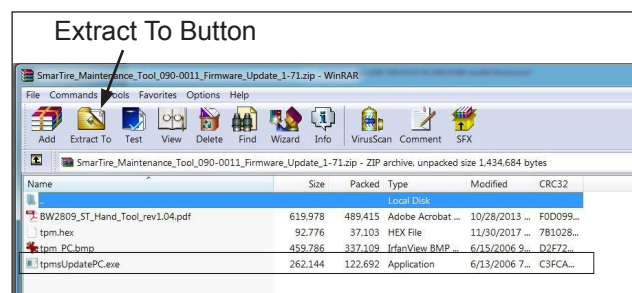 Extract To Button
SmarTire_Maintenance_Tool_090-0011_Firmware_Update_1-71.zip - WinRAR
File Commands Tools Favorites Options Help
Add Extract To Test View Delete Find Wizard Info VirusScan Comment SFX
SmarTire_Maintenance_Tool_090-0011_Firmware_Update_1-71.zip - ZIP archive, unpacked size 1,434,684 bytes
Name Size Packed Type Modified CRC32
.. Local Disk
BW2809_ST_Hand_Tool_rev1.04.pdf 619,978 489,415 Adobe Acrobat ... 10/28/2013 ... F0D099...
tpm.hex 92,776 37,103 HEX File 11/30/2017 ... 7B1028...
tpm_PC.bmp 459,786 337,109 IrfanView BMP ... 6/15/2006 9... D2F72...
tpmsUpdatePC.exe 262,144 122,692 Application 6/13/2006 7... C3FCA...